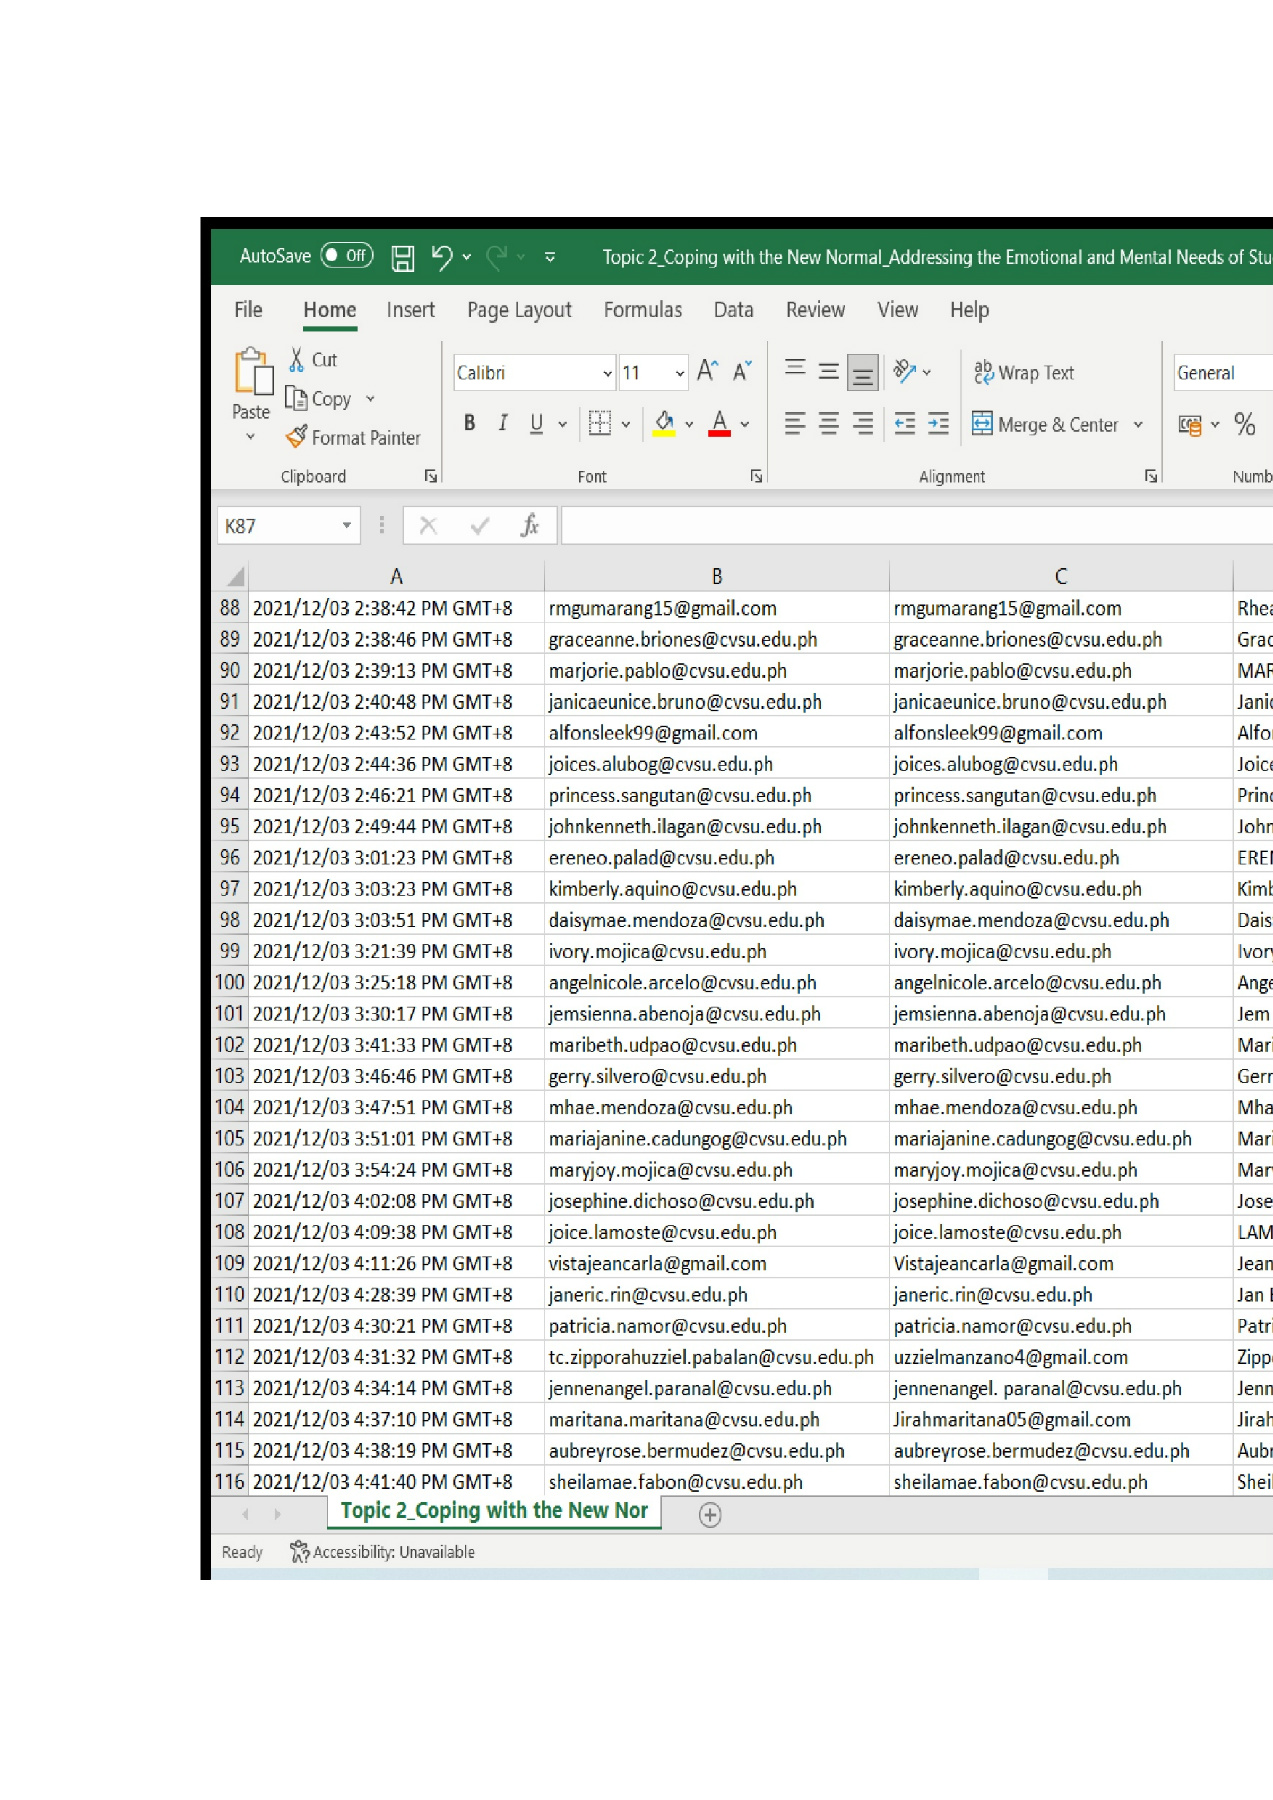 AutoSave Off Topic 2_Coping with the New Normal_Addressing the Emotional and Mental Needs of Stu
File Home Insert Page Layout Formulas Data Review View Help
Paste Cut Copy Format Painter
Calibri 11 A A B I U A
ab Wrap Text Merge & Center
General %
Clipboard Font Alignment Numb
K87 fx
A B C
88 2021/12/03 2:38:42 PM GMT+8 rmgumarang15@gmail.com rmgumarang15@gmail.com Rhea
89 2021/12/03 2:38:46 PM GMT+8 graceanne.briones@cvsu.edu.ph graceanne.briones@cvsu.edu.ph Grac
90 2021/12/03 2:39:13 PM GMT+8 marjorie.pablo@cvsu.edu.ph marjorie.pablo@cvsu.edu.ph MAR
91 2021/12/03 2:40:48 PM GMT+8 janicaeunice.bruno@cvsu.edu.ph janicaeunice.bruno@cvsu.edu.ph Janic
92 2021/12/03 2:43:52 PM GMT+8 alfonsleek99@gmail.com alfonsleek99@gmail.com Alfo
93 2021/12/03 2:44:36 PM GMT+8 joices.alubog@cvsu.edu.ph joices.alubog@cvsu.edu.ph Joice
94 2021/12/03 2:46:21 PM GMT+8 princess.sangutan@cvsu.edu.ph princess.sangutan@cvsu.edu.ph Princ
95 2021/12/03 2:49:44 PM GMT+8 johnkenneth.ilagan@cvsu.edu.ph johnkenneth.ilagan@cvsu.edu.ph John
96 2021/12/03 3:01:23 PM GMT+8 ereneo.palad@cvsu.edu.ph ereneo.palad@cvsu.edu.ph EREN
97 2021/12/03 3:03:23 PM GMT+8 kimberly.aquino@cvsu.edu.ph kimberly.aquino@cvsu.edu.ph Kimb
98 2021/12/03 3:03:51 PM GMT+8 daisymae.mendoza@cvsu.edu.ph daisymae.mendoza@cvsu.edu.ph Dais
99 2021/12/03 3:21:39 PM GMT+8 ivory.mojica@cvsu.edu.ph ivory.mojica@cvsu.edu.ph Ivory
100 2021/12/03 3:25:18 PM GMT+8 angelnicole.arcelo@cvsu.edu.ph angelnicole.arcelo@cvsu.edu.ph Ange
101 2021/12/03 3:30:17 PM GMT+8 jemsienna.abenoja@cvsu.edu.ph jemsienna.abenoja@cvsu.edu.ph Jem
102 2021/12/03 3:41:33 PM GMT+8 maribeth.udpao@cvsu.edu.ph maribeth.udpao@cvsu.edu.ph Mari
103 2021/12/03 3:46:46 PM GMT+8 gerry.silvero@cvsu.edu.ph gerry.silvero@cvsu.edu.ph Gerr
104 2021/12/03 3:47:51 PM GMT+8 mhae.mendoza@cvsu.edu.ph mhae.mendoza@cvsu.edu.ph Mha
105 2021/12/03 3:51:01 PM GMT+8 mariajanine.cadungog@cvsu.edu.ph mariajanine.cadungog@cvsu.edu.ph Mari
106 2021/12/03 3:54:24 PM GMT+8 maryjoy.mojica@cvsu.edu.ph maryjoy.mojica@cvsu.edu.ph Mary
107 2021/12/03 4:02:08 PM GMT+8 josephine.dichoso@cvsu.edu.ph josephine.dichoso@cvsu.edu.ph Jose
108 2021/12/03 4:09:38 PM GMT+8 joice.lamoste@cvsu.edu.ph joice.lamoste@cvsu.edu.ph LAM
109 2021/12/03 4:11:26 PM GMT+8 vistajeancarla@gmail.com Vistajeancarla@gmail.com Jean
110 2021/12/03 4:28:39 PM GMT+8 janeric.rin@cvsu.edu.ph janeric.rin@cvsu.edu.ph Jan E
111 2021/12/03 4:30:21 PM GMT+8 patricia.namor@cvsu.edu.ph patricia.namor@cvsu.edu.ph Patri
112 2021/12/03 4:31:32 PM GMT+8 tc.zipporahuzziel.pabalan@cvsu.edu.ph uzzielmanzano4@gmail.com Zipp
113 2021/12/03 4:34:14 PM GMT+8 jennenangel.paranal@cvsu.edu.ph jennenangel. paranal@cvsu.edu.ph Jenn
114 2021/12/03 4:37:10 PM GMT+8 maritana.maritana@cvsu.edu.ph Jirahmaritana05@gmail.com Jirah
115 2021/12/03 4:38:19 PM GMT+8 aubreyrose.bermudez@cvsu.edu.ph aubreyrose.bermudez@cvsu.edu.ph Aubr
116 2021/12/03 4:41:40 PM GMT+8 sheilamae.fabon@cvsu.edu.ph sheilamae.fabon@cvsu.edu.ph Sheil
Topic 2_Coping with the New Nor
Ready Accessibility: Unavailable